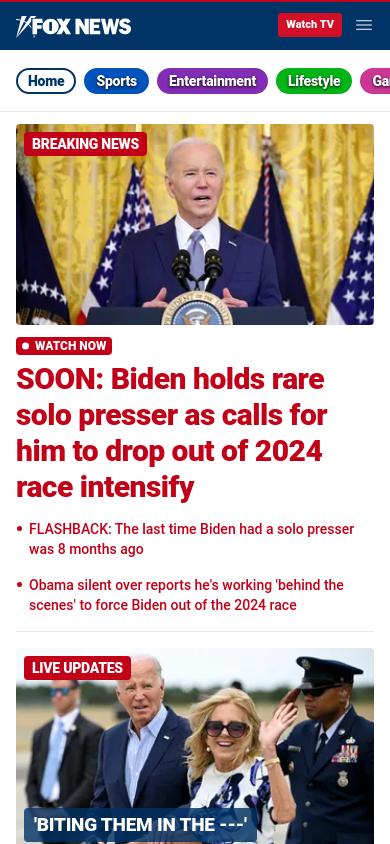 FOX NEWS
Watch TV
Home
Sports
Entertainment
Lifestyle
BREAKING NEWS
WATCH NOW
SOON: Biden holds rare
solo presser as calls for
him to drop out of 2024
race intensify
• FLASHBACK: The last time Biden had a solo presser
was 8 months ago
• Obama silent over reports he's working 'behind the
scenes' to force Biden out of the 2024 race
LIVE UPDATES
'BITING THEM IN THE ---'